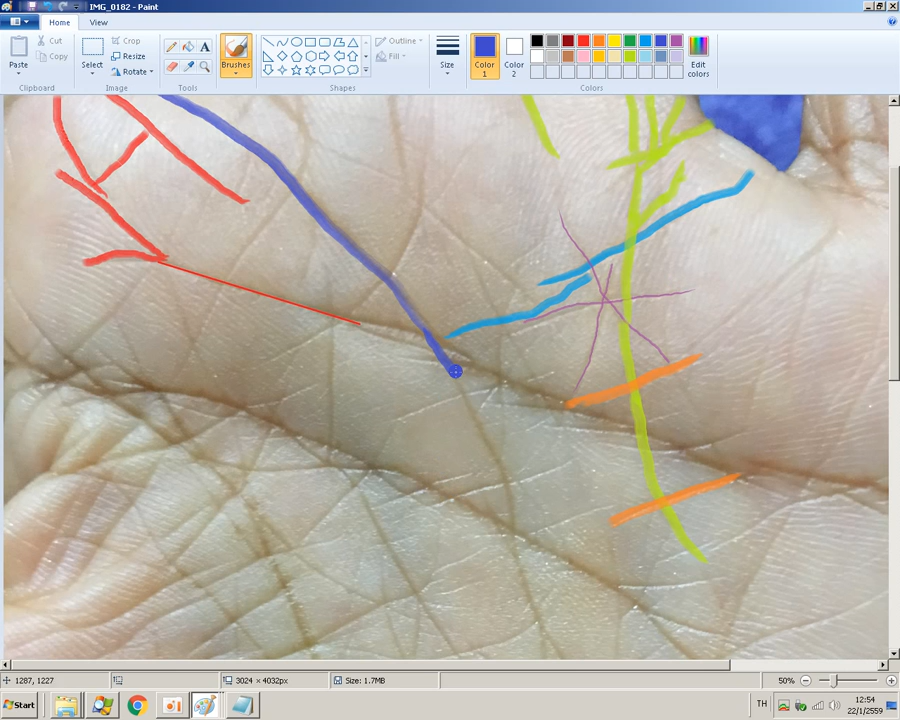 IMG_0182 - Paint
Home View
Paste
Cut
Copy
Clipboard
Select
Crop
Resize
Rotate
Image
A
Tools
Brushes
Outline
Fill
Shapes
Size
Color 1
Color 2
Edit colors
Colors
1287, 1227
3024 × 4032px
Size: 1.7MB
50%
Start
TH
12:54
22/1/2559